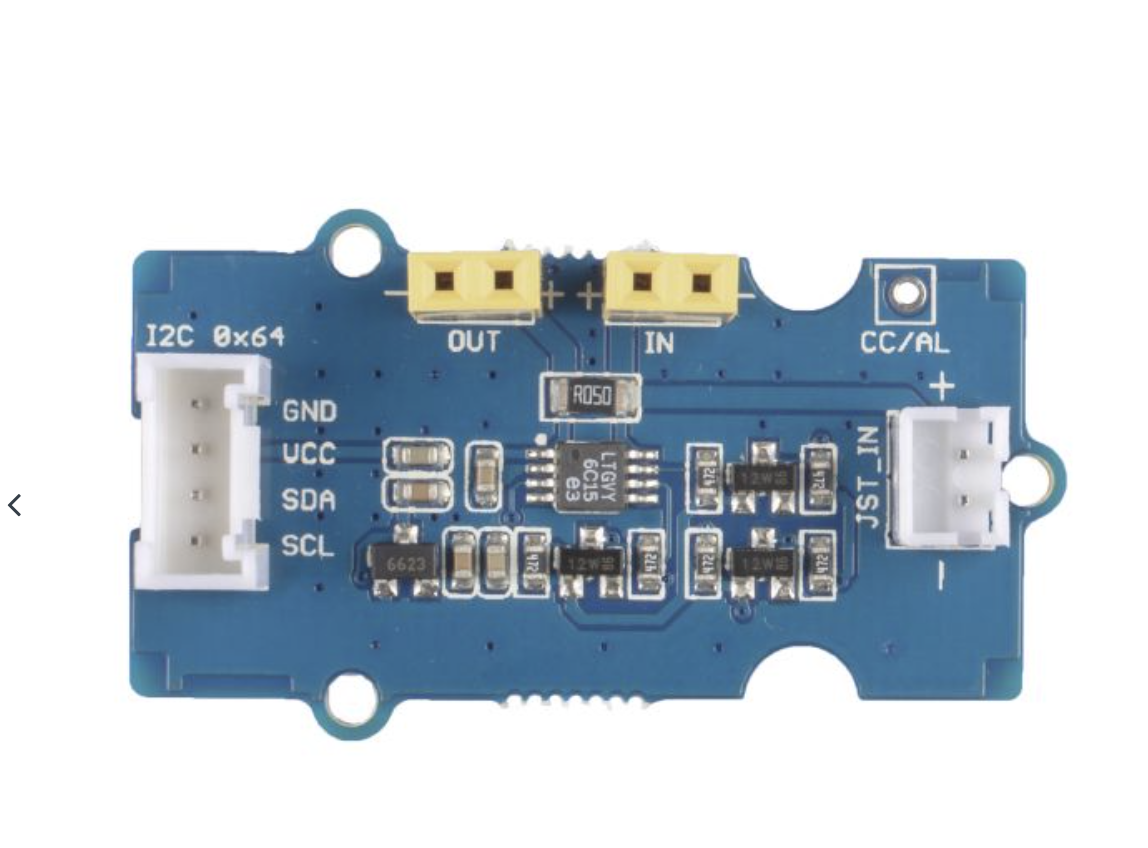 OUT
IN
I2C 0x64
CC/AL
GND
VCC
SDA
SCL
R050
+
JST_IN
-
LTGVY
6C15
e3
472
12W
472
6623
472
12W
472
472
12W
472